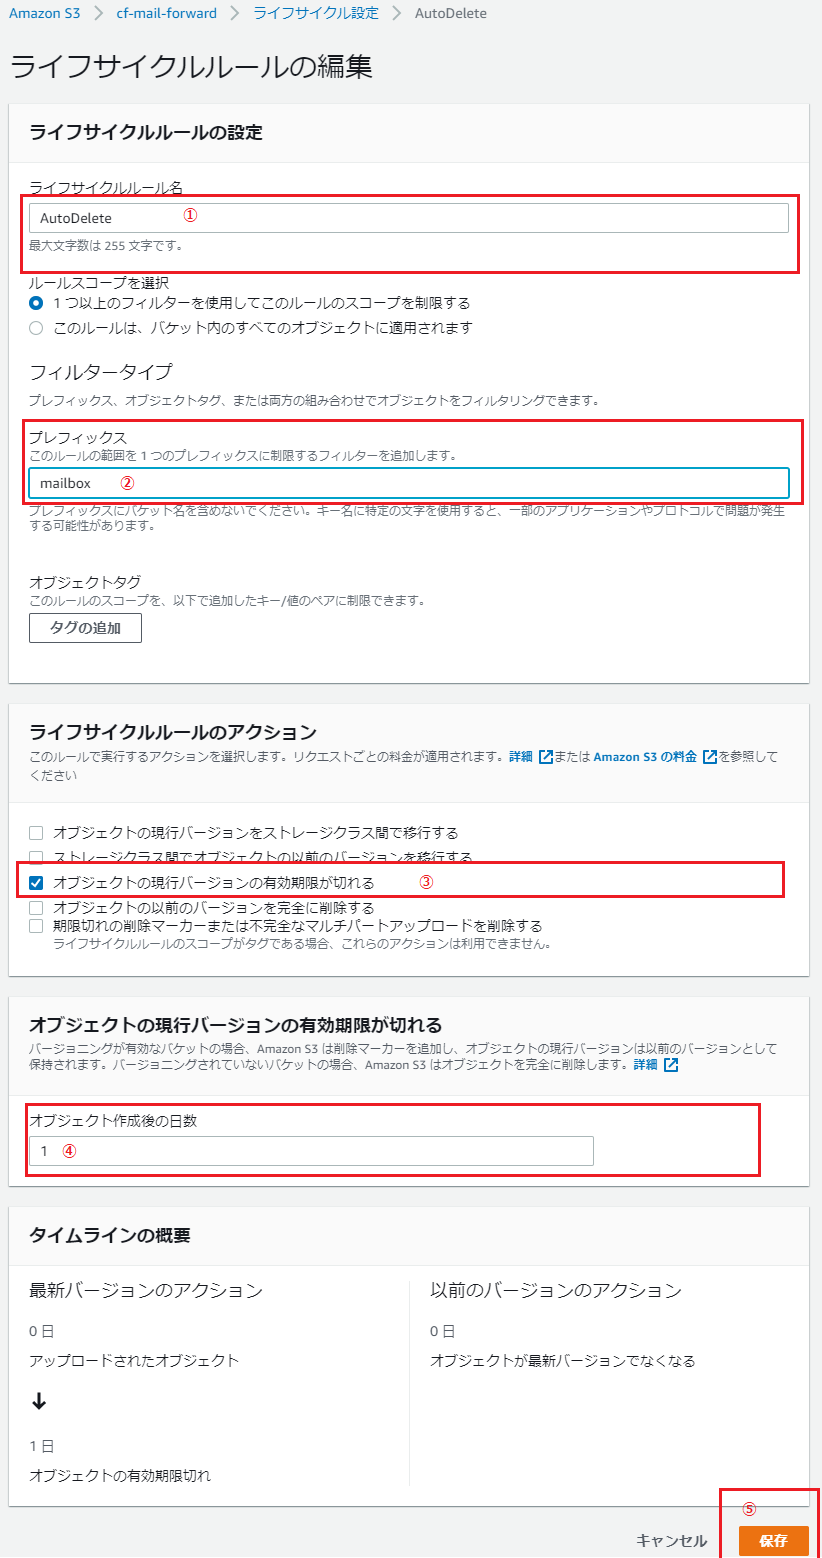 Amazon S3 > cf-mail-forward > ライフサイクル設定 > AutoDelete
ライフサイクルルールの編集
ライフサイクルルールの設定
ライフサイクルルール名
AutoDelete ①
最大文字数は 255 文字です。
ルールスコープを選択
1 つ以上のフィルターを使用してこのルールのスコープを制限する
このルールは、バケット内のすべてのオブジェクトに適用されます
フィルタータイプ
プレフィックス、オブジェクトタグ、または両方の組み合わせでオブジェクトをフィルタリングできます。
プレフィックス
このルールの範囲を 1 つのプレフィックスに制限するフィルターを追加します。
mailbox ②
プレフィックスにバケット名を含めないでください。キー名に特定の文字を使用すると、一部のアプリケーションやプロトコルで問題が発生
する可能性があります。
オブジェクトタグ
このルールのスコープを、以下で追加したキー/値のペアに制限できます。
タグの追加
ライフサイクルルールのアクション
このルールで実行するアクションを選択します。リクエストごとの料金が適用されます。詳細 または Amazon S3 の料金 を参照して
ください
オブジェクトの現行バージョンをストレージクラス間で移行する
ストレージクラス間でオブジェクトの以前のバージョンを移行する
オブジェクトの現行バージョンの有効期限が切れる ③
オブジェクトの以前のバージョンを完全に削除する
期限切れの削除マーカーまたは不完全なマルチパートアップロードを削除する
ライフサイクルルールのスコープがタグである場合、これらのアクションは利用できません。
オブジェクトの現行バージョンの有効期限が切れる
バージョニングが有効なバケットの場合、Amazon S3 は削除マーカーを追加し、オブジェクトの現行バージョンは以前のバージョンとして
保持されます。バージョニングされていないバケットの場合、Amazon S3 はオブジェクトを完全に削除します。詳細
オブジェクト作成後の日数
1 ④
タイムラインの概要
最新バージョンのアクション
0 日
アップロードされたオブジェクト
1 日
オブジェクトの有効期限切れ
以前のバージョンのアクション
0 日
オブジェクトが最新バージョンでなくなる
⑤
キャンセル 保存